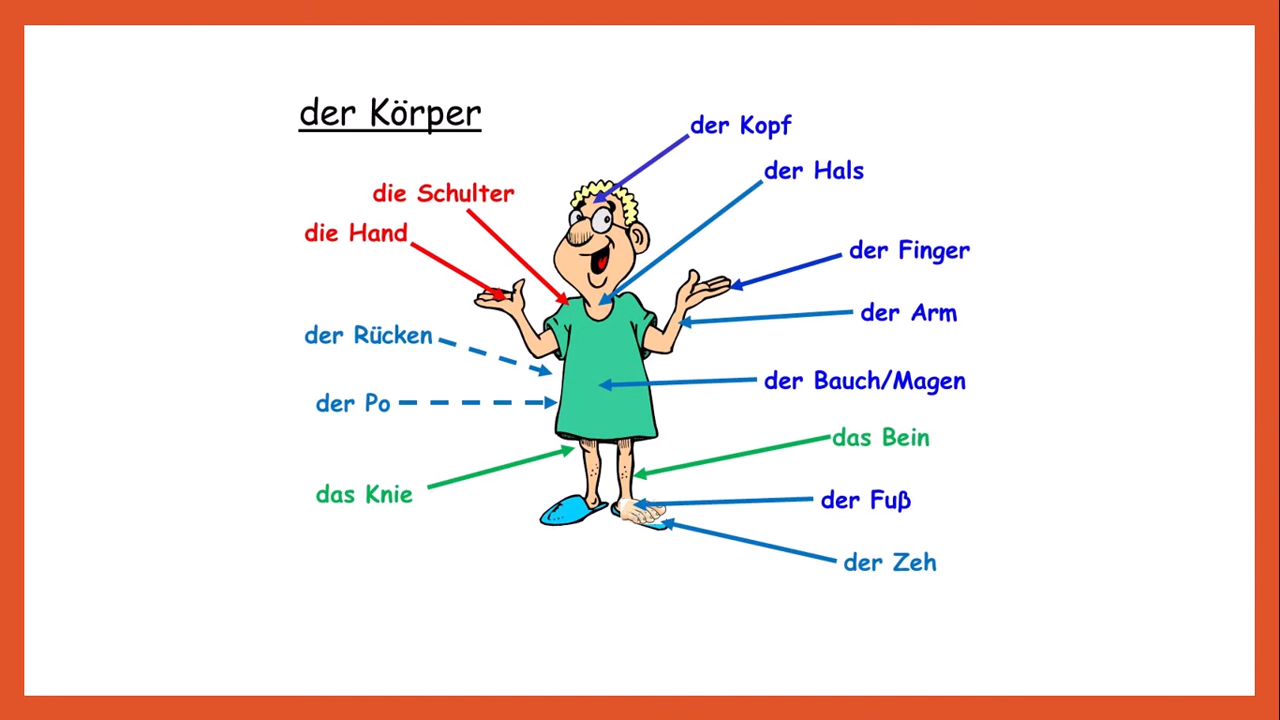 der Körper
der Kopf
der Hals
die Schulter
die Hand
der Finger
der Arm
der Rücken
der Bauch/Magen
der Po
das Bein
das Knie
der Fuß
der Zeh